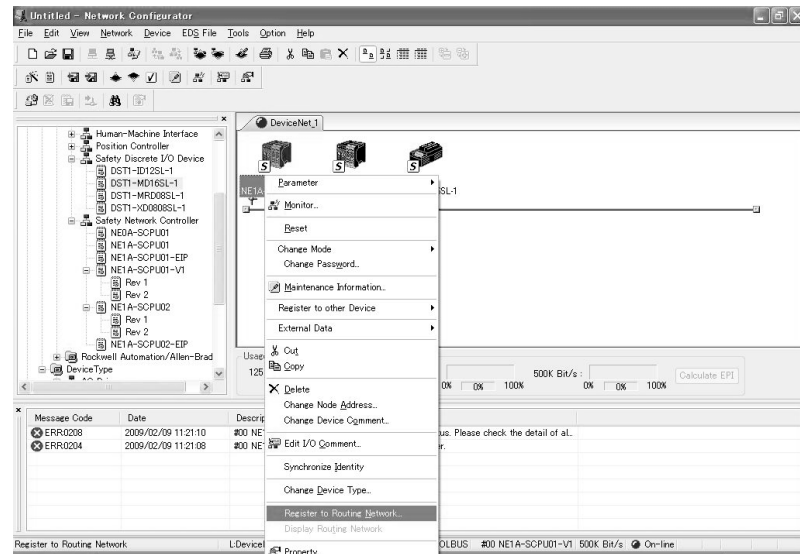 Untitled - Network Configurator
File Edit View Network Device EDS File Tools Option Help
DeviceNet_1
Human-Machine Interface
Position Controller
Safety Discrete I/O Device
DST1-ID12SL-1
DST1-MD16SL-1
DST1-MRD08SL-1
DST1-XD0808SL-1
Safety Network Controller
NE0A-SCPU01
NE1A-SCPU01
NE1A-SCPU01-EIP
NE1A-SCPU01-V1
Rev 1
Rev 2
NE1A-SCPU02
Rev 1
Rev 2
NE1A-SCPU02-EIP
Rockwell Automation/Allen-Brad
DeviceType
S
S
S
NE1A-
SL-1
Parameter
Monitor...
Reset
Change Mode
Change Password...
Maintenance Information...
Register to other Device
External Data
Cut
Copy
Delete
Change Node Address...
Change Device Comment...
Edit I/O Comment...
Synchronize Identity
Change Device Type...
Register to Routing Network...
Display Routing Network
Property
Usage
125
0% 0% 100%
500K Bit/s :
0% 0% 100%
Calculate EPI
Message Code Date Descrip
ERR:0208 2009/02/09 11:21:10 #00 NE1 us. Please check the detail of al...
ERR:0204 2009/02/09 11:21:08 #00 NE1 er.
Register to Routing Network L:Device OLBUS #00 NE1A-SCPU01-V1 500K Bit/s On-line